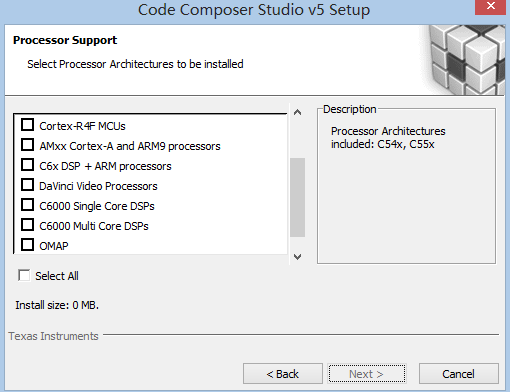 Code Composer Studio v5 Setup
Processor Support
Select Processor Architectures to be installed
Cortex-R4F MCUs
AMxx Cortex-A and ARM9 processors
C6x DSP + ARM processors
DaVinci Video Processors
C6000 Single Core DSPs
C6000 Multi Core DSPs
OMAP
Select All
Install size: 0 MB.
Description
Processor Architectures
included: C54x, C55x
Texas Instruments
< Back
Next >
Cancel